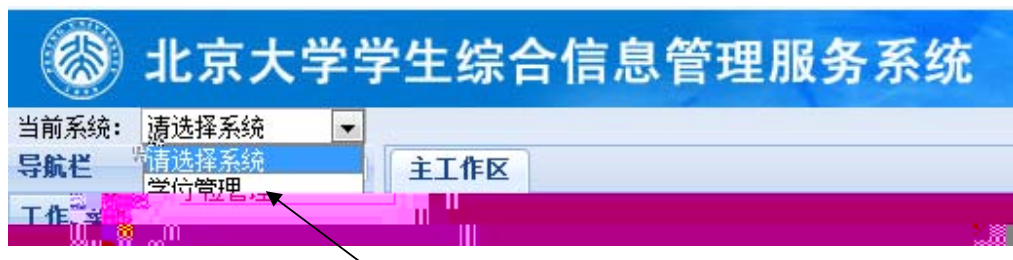 北京大学学生综合信息管理服务系统
当前系统： 请选择系统
导航栏 请选择系统 主工作区
学位管理
工作